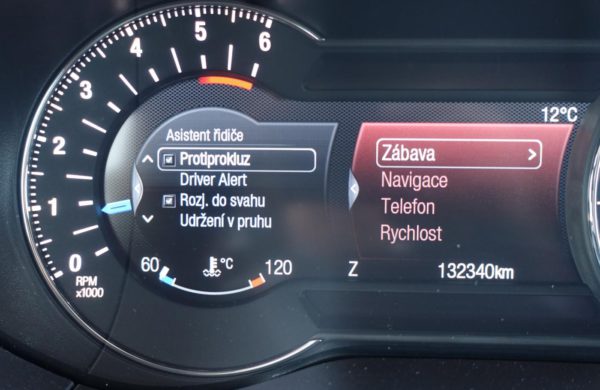 0
1
2
3
4
5
6
RPM
x1000
Asistent řidiče
Protiprokluz
Driver Alert
Rozj. do svahu
Udržení v pruhu
60 °C 120
12°C
Zábava >
Navigace
Telefon
Rychlost
Z 132340km